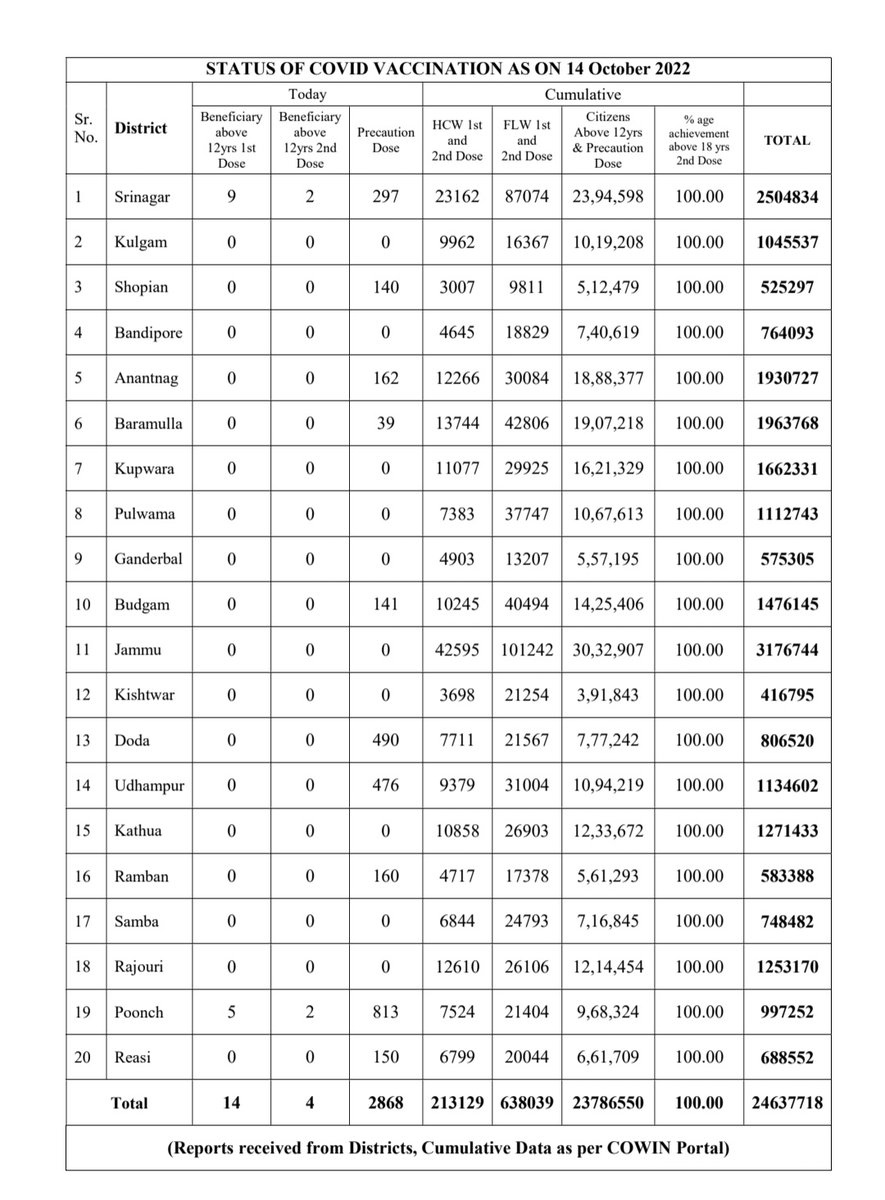 STATUS OF COVID VACCINATION AS ON 14 October 2022
Sr. No. District Today Cumulative
Beneficiary above 12yrs 1st Dose Beneficiary above 12yrs 2nd Dose Precaution Dose HCW 1st and 2nd Dose FLW 1st and 2nd Dose Citizens Above 12yrs & Precaution Dose % age achievement above 18 yrs 2nd Dose TOTAL
1 Srinagar 9 2 297 23162 87074 23,94,598 100.00 2504834
2 Kulgam 0 0 0 9962 16367 10,19,208 100.00 1045537
3 Shopian 0 0 140 3007 9811 5,12,479 100.00 525297
4 Bandipore 0 0 0 4645 18829 7,40,619 100.00 764093
5 Anantnag 0 0 162 12266 30084 18,88,377 100.00 1930727
6 Baramulla 0 0 39 13744 42806 19,07,218 100.00 1963768
7 Kupwara 0 0 0 11077 29925 16,21,329 100.00 1662331
8 Pulwama 0 0 0 7383 37747 10,67,613 100.00 1112743
9 Ganderbal 0 0 0 4903 13207 5,57,195 100.00 575305
10 Budgam 0 0 141 10245 40494 14,25,406 100.00 1476145
11 Jammu 0 0 0 42595 101242 30,32,907 100.00 3176744
12 Kishtwar 0 0 0 3698 21254 3,91,843 100.00 416795
13 Doda 0 0 490 7711 21567 7,77,242 100.00 806520
14 Udhampur 0 0 476 9379 31004 10,94,219 100.00 1134602
15 Kathua 0 0 0 10858 26903 12,33,672 100.00 1271433
16 Ramban 0 0 160 4717 17378 5,61,293 100.00 583388
17 Samba 0 0 0 6844 24793 7,16,845 100.00 748482
18 Rajouri 0 0 0 12610 26106 12,14,454 100.00 1253170
19 Poonch 5 2 813 7524 21404 9,68,324 100.00 997252
20 Reasi 0 0 150 6799 20044 6,61,709 100.00 688552
Total 14 4 2868 213129 638039 23786550 100.00 24637718
(Reports received from Districts, Cumulative Data as per COWIN Portal)